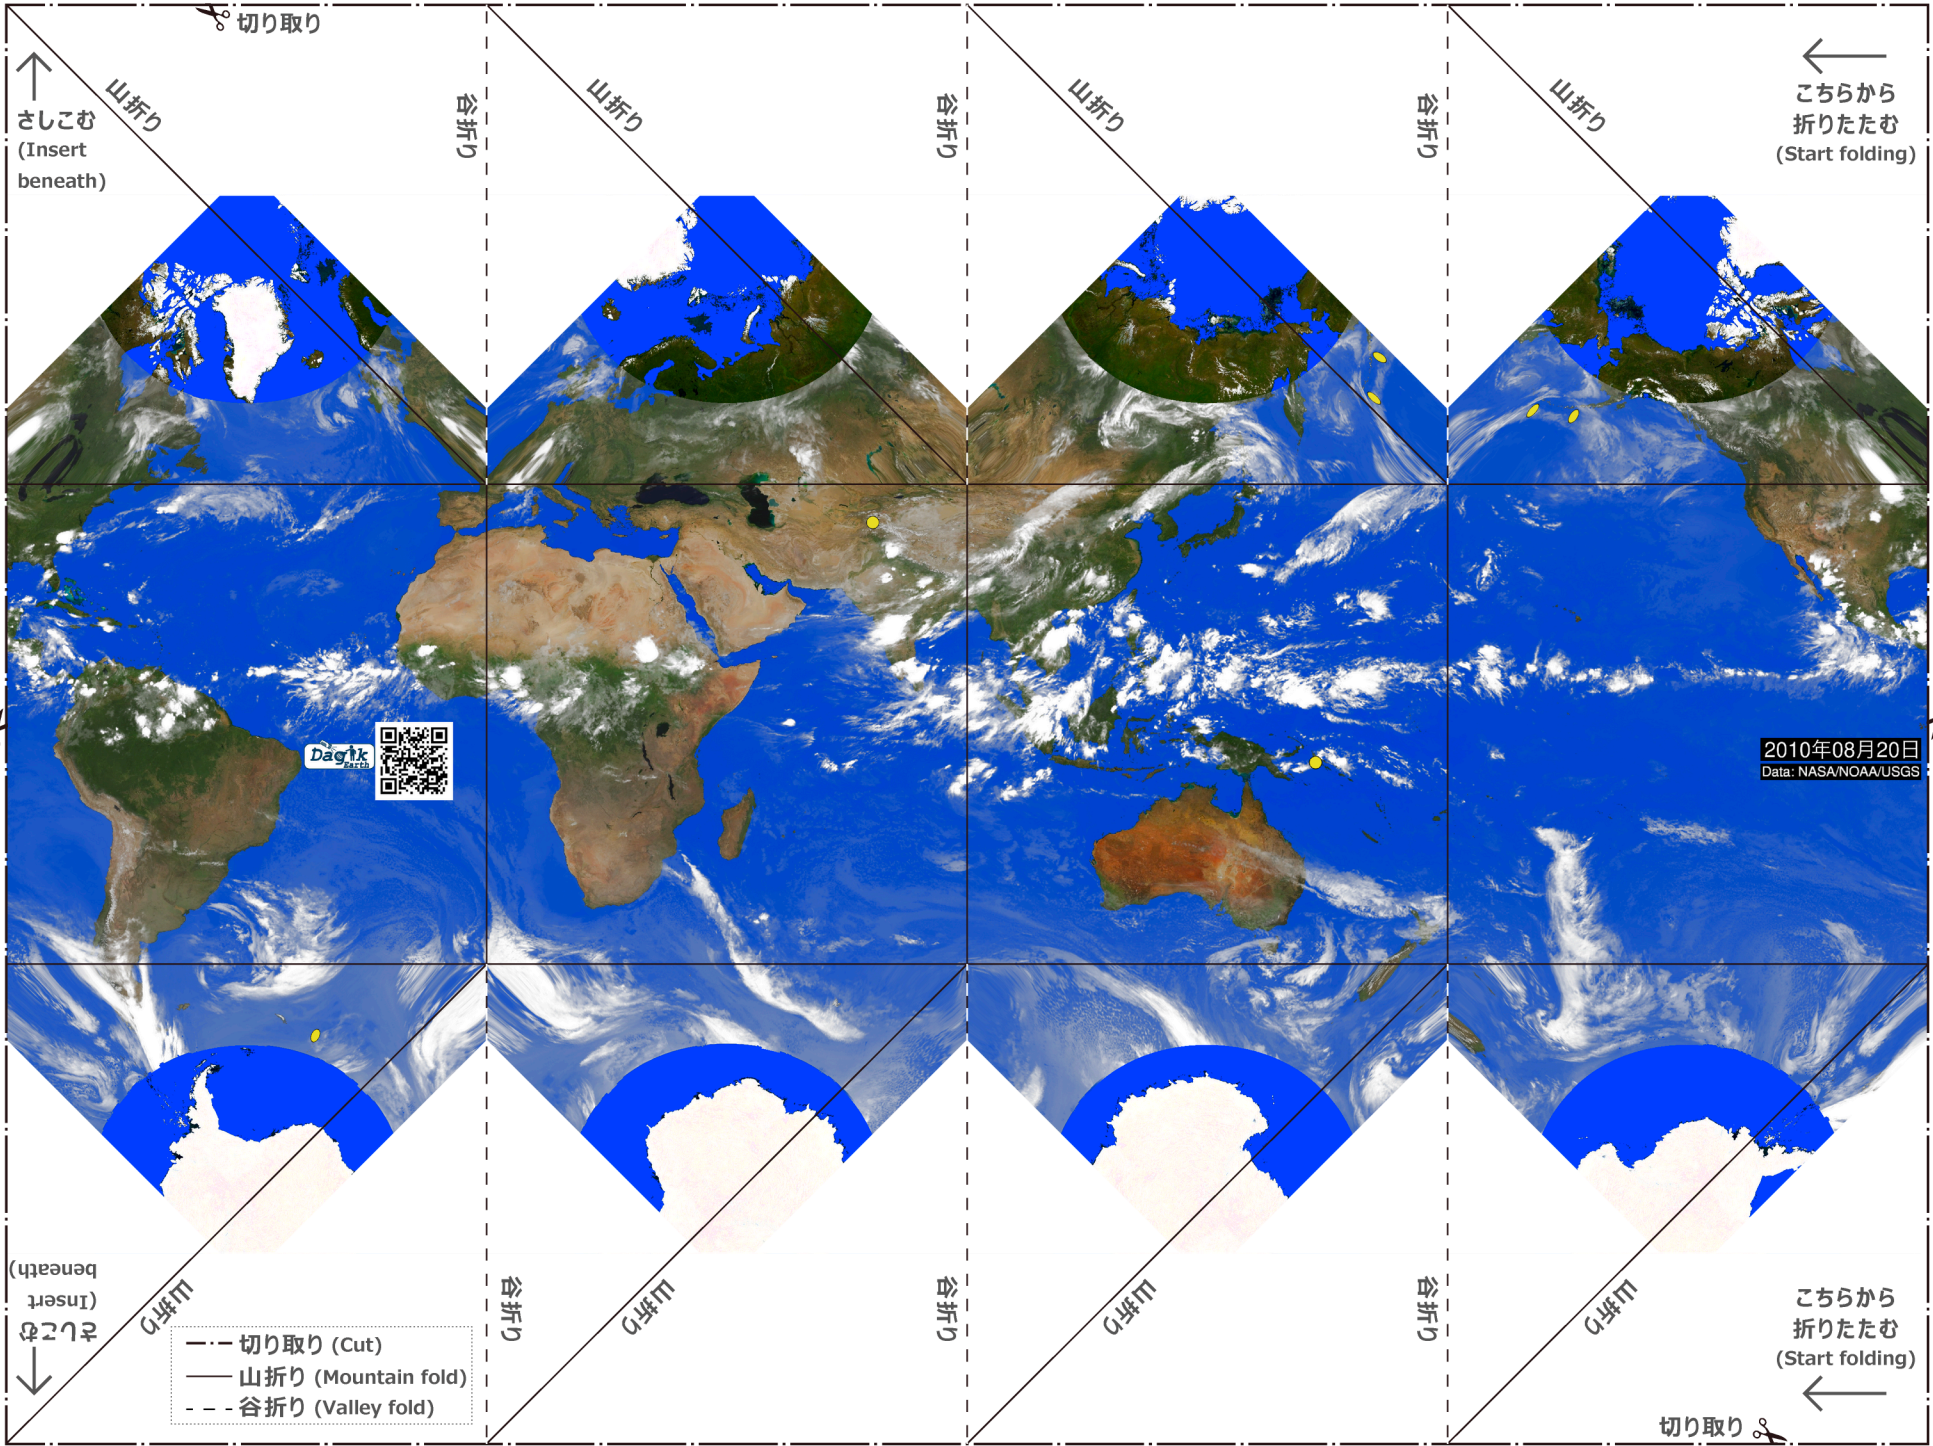 切り取り
さしこむ
(Insert
beneath)
山折り
谷折り
山折り
谷折り
山折り
谷折り
山折り
こちらから
折りたたむ
(Start folding)
Dagik
Earth
2010年08月20日
Data: NASA/NOAA/USGS
さしこむ
(Insert
beneath)
山折り
谷折り
山折り
谷折り
山折り
谷折り
山折り
こちらから
折りたたむ
(Start folding)
切り取り (Cut)
山折り (Mountain fold)
谷折り (Valley fold)
切り取り